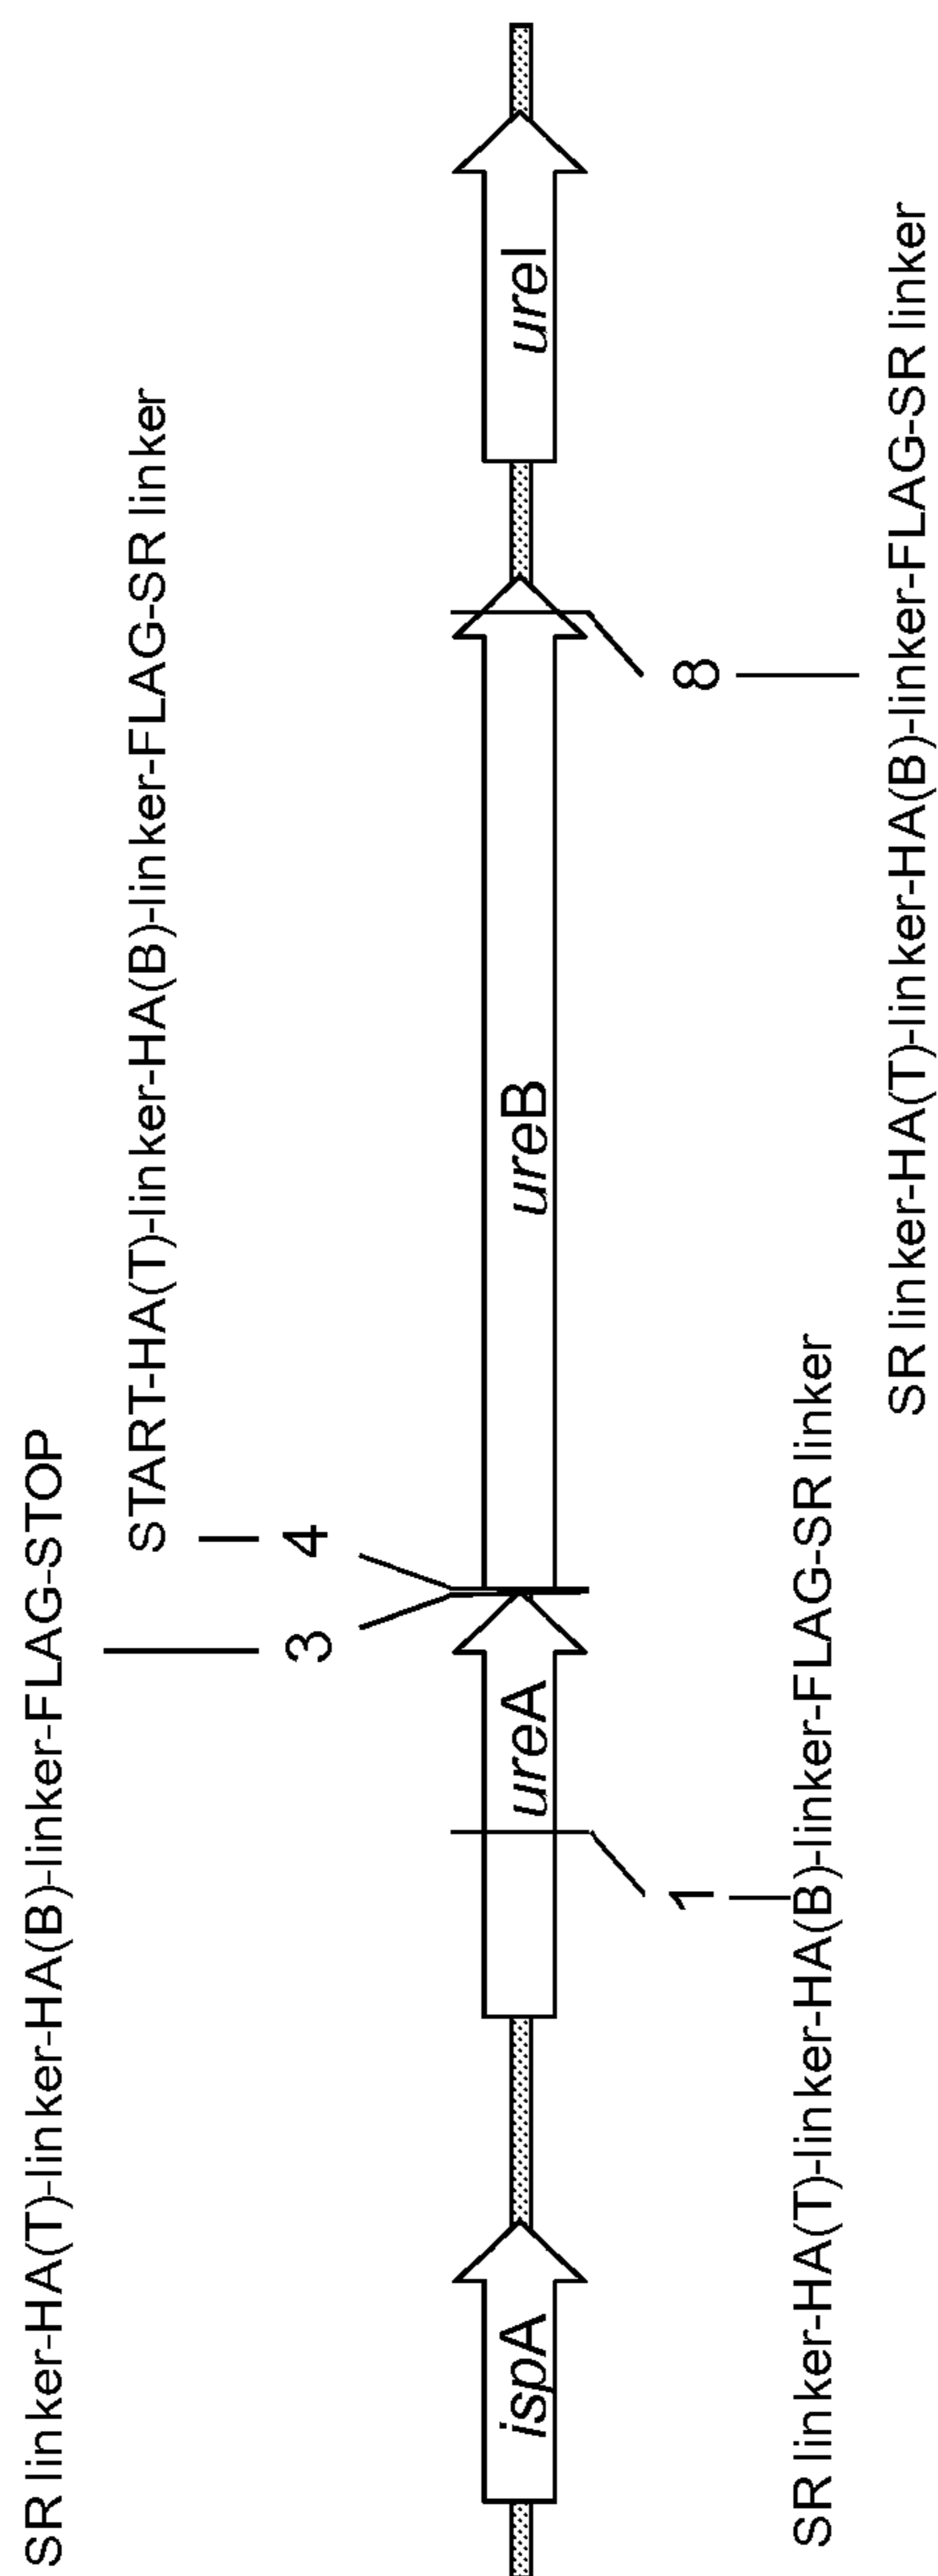 SR linker-HA(T)-linker-HA(B)-linker-FLAG-STOP
START-HA(T)-linker-HA(B)-linker-FLAG-SR linker
3
4
ispA
ureA
ureB
ureI
1
8
SR linker-HA(T)-linker-HA(B)-linker-FLAG-SR linker
SR linker-HA(T)-linker-HA(B)-linker-FLAG-SR linker